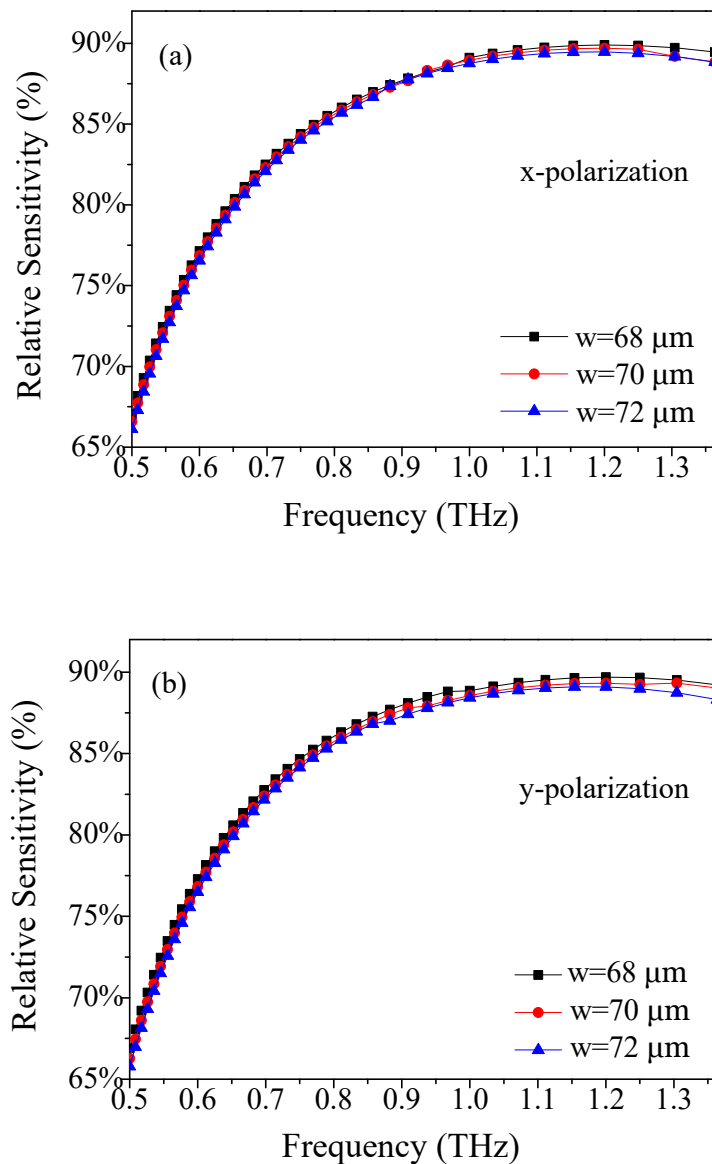 90%
(a)
85%
80%
x-polarization
75%
70%
w=68 μm
w=70 μm
w=72 μm
65%
Relative Sensitivity (%)
0.5 0.6 0.7 0.8 0.9 1.0 1.1 1.2 1.3
Frequency (THz)
90%
(b)
85%
y-polarization
80%
75%
70%
w=68 μm
w=70 μm
w=72 μm
65%
Relative Sensitivity (%)
0.5 0.6 0.7 0.8 0.9 1.0 1.1 1.2 1.3
Frequency (THz)